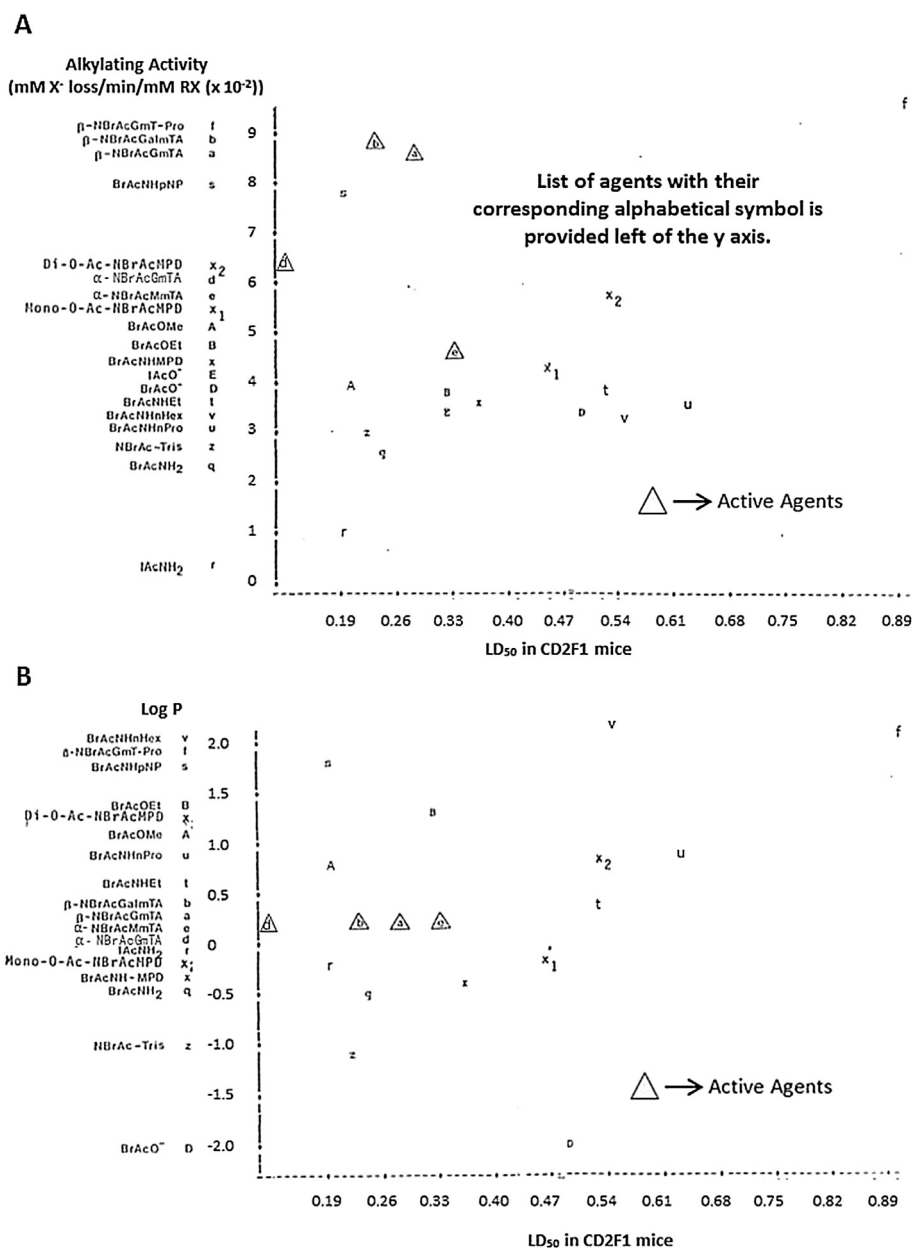 A
Alkylating Activity
(mM X- loss/min/mM RX (x 10-2))
β-NBrAcGmT-Pro f
β-NBrAcGalmTA b
β-NBrAcGmTA a
BrAcNHpNP s
Di-O-Ac-NBrAcMPD x2
α-NBrAcGmTA d
α-NBrAcMmTA e
Mono-O-Ac-NBrAcMPD x1
BrAcOMe A
BrAcOEt B
BrAcNHMPD x
IAcO- E
BrAcO- D
BrAcNHEt t
BrAcNHnHex v
BrAcNHnPro u
NBrAc-Tris z
BrAcNH2 q
IAcNH2 r
9
8
7
6
5
4
3
2
1
0
f
b
a
s
List of agents with their
corresponding alphabetical symbol is
provided left of the y axis.
d
x2
e
x1
A B x t s
E D v
z
q
r
→ Active Agents
0.19 0.26 0.33 0.40 0.47 0.54 0.61 0.68 0.75 0.82 0.89
LD50 in CD2F1 mice
B
Log P
BrAcNHnHex v
β-NBrAcGmT-Pro f
BrAcNHpNP s
BrAcOEt B
Di-O-Ac-NBrAcMPD x
BrAcOMe A
BrAcNHnPro u
BrAcNHEt t
β-NBrAcGalmTA b
β-NBrAcGmTA a
α-NBrAcMmTA e
α-NBrAcGmTA d
IAcNH2 r
Mono-O-Ac-NBrAcMPD x1
BrAcNH-MPD x
BrAcNH2 q
NBrAc-Tris z
BrAcO- D
2.0
1.5
1.0
0.5
0
-0.5
-1.0
-1.5
-2.0
v
f
s
B
A x2 u
t
d b a e
r x1
q x
z
→ Active Agents
D
0.19 0.26 0.33 0.40 0.47 0.54 0.61 0.68 0.75 0.82 0.89
LD50 in CD2F1 mice